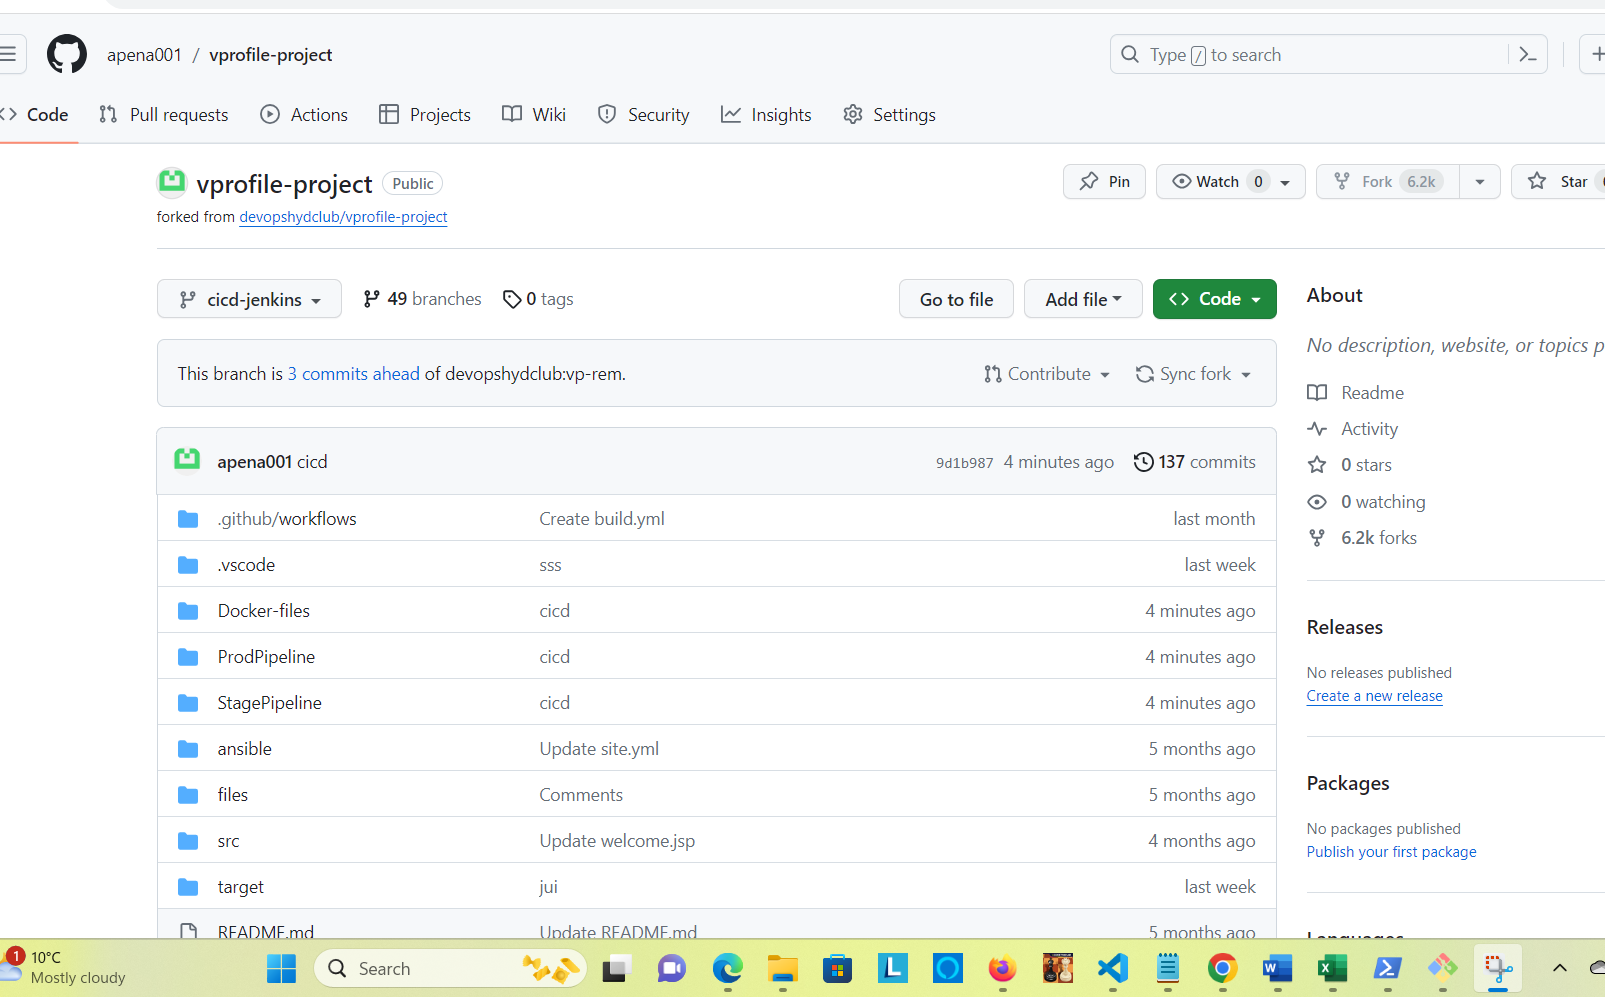 apena001 / vprofile-project
Type / to search
Code Pull requests Actions Projects Wiki Security Insights Settings
vprofile-project Public
Pin Watch 0 Fork 6.2k Star
forked from devopshydclub/vprofile-project
cicd-jenkins 49 branches 0 tags Go to file Add file Code
This branch is 3 commits ahead of devopshydclub:vp-rem. Contribute Sync fork
apena001 cicd 9d1b987 4 minutes ago 137 commits
.github/workflows Create build.yml last month
.vscode sss last week
Docker-files cicd 4 minutes ago
ProdPipeline cicd 4 minutes ago
StagePipeline cicd 4 minutes ago
ansible Update site.yml 5 months ago
files Comments 5 months ago
src Update welcome.jsp 4 months ago
target jui last week
README.md Update README.md 5 months ago
About
No description, website, or topics p
Readme
Activity
0 stars
0 watching
6.2k forks
Releases
No releases published
Create a new release
Packages
No packages published
Publish your first package
Languages
1 10°C
Mostly cloudy
Search